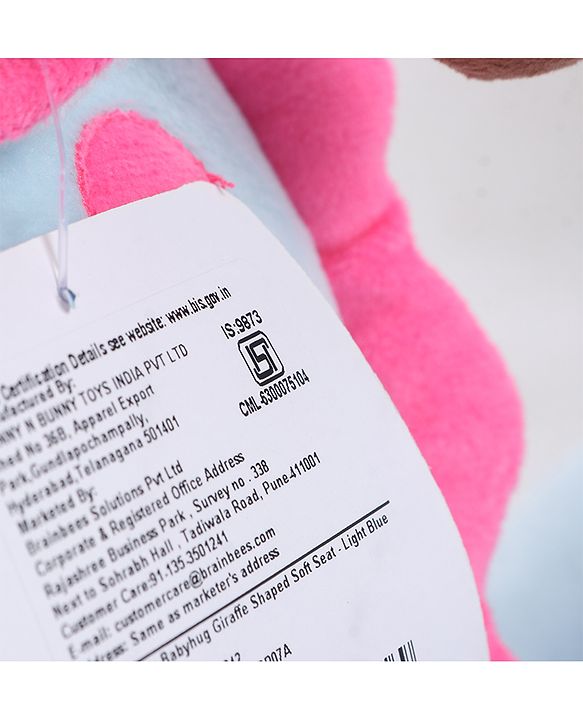 Certification Details see website: www.bis.gov.in
IS:9873
CML-6300075104
By:
N BUNNY TOYS INDIA PVT LTD
No 36B, Apparel Export
Park,Gundlapochampally,
Hyderabad,Telanagana 501401
Marketed By:
Brainbees Solutions Pvt Ltd
Corporate & Registered Office Address
Rajashree Business Park , Survey no . 338
Next to Sohrabh Hall , Tadiwala Road, Pune-411001
Customer Care:91-135-3501241
E-mail: customercare@brainbees.com
Same as marketer's address
Babyhug Giraffe Shaped Soft Seat - Light Blue